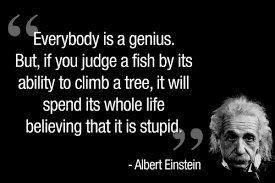 “Everybody is a genius.
But, if you judge a fish by its
ability to climb a tree, it will
spend its whole life
believing that it is stupid.”
- Albert Einstein